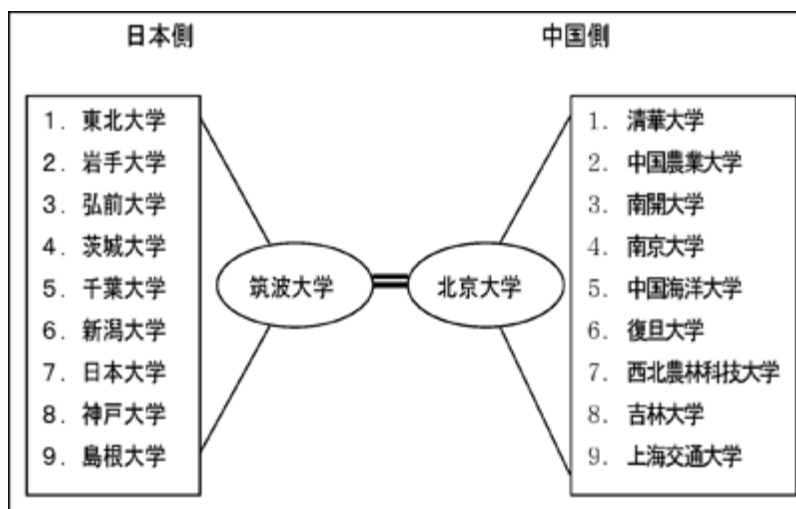 日本側
中国側
1. 東北大学
2. 岩手大学
3. 弘前大学
4. 茨城大学
5. 千葉大学
6. 新潟大学
7. 日本大学
8. 神戸大学
9. 島根大学
筑波大学
北京大学
1. 清華大学
2. 中国農業大学
3. 南開大学
4. 南京大学
5. 中国海洋大学
6. 復旦大学
7. 西北農林科技大学
8. 吉林大学
9. 上海交通大学